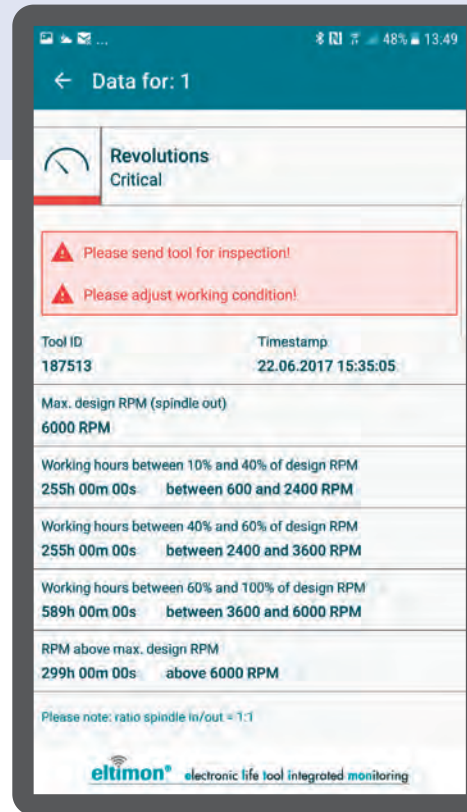 ... 48% 13:49
← Data for: 1
Revolutions
Critical
Please send tool for inspection!
Please adjust working condition!
Tool ID Timestamp
187513 22.06.2017 15:35:05
Max. design RPM (spindle out)
6000 RPM
Working hours between 10% and 40% of design RPM
255h 00m 00s between 600 and 2400 RPM
Working hours between 40% and 60% of design RPM
255h 00m 00s between 2400 and 3600 RPM
Working hours between 60% and 100% of design RPM
589h 00m 00s between 3600 and 6000 RPM
RPM above max. design RPM
299h 00m 00s above 6000 RPM
Please note: ratio spindle in/out = 1:1
eltimon® electronic life tool integrated monitoring